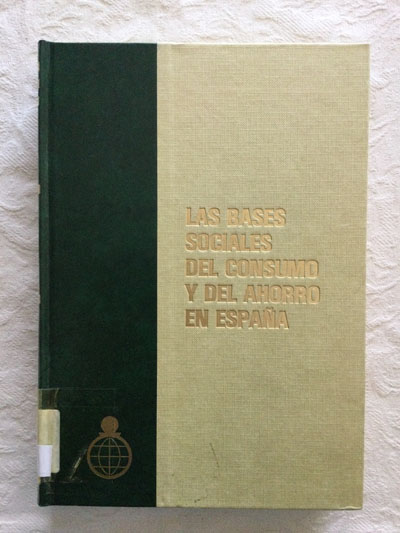 LAS BASES
SOCIALES
DEL CONSUMO
Y DEL AHORRO
EN ESPAÑA